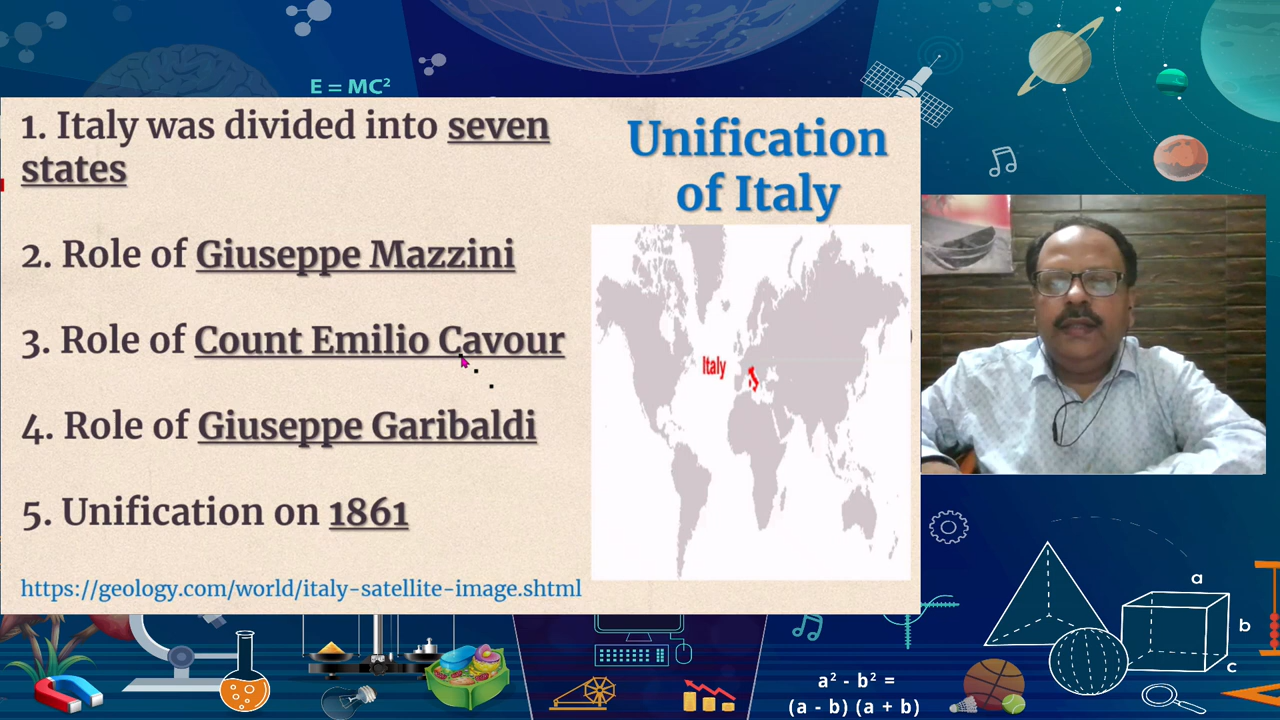 E = MC²
1. Italy was divided into seven
states
2. Role of Giuseppe Mazzini
3. Role of Count Emilio Cavour
4. Role of Giuseppe Garibaldi
5. Unification on 1861
https://geology.com/world/italy-satellite-image.shtml
Unification
of Italy
Italy
a
b
c
a² - b² =
(a - b) (a + b)